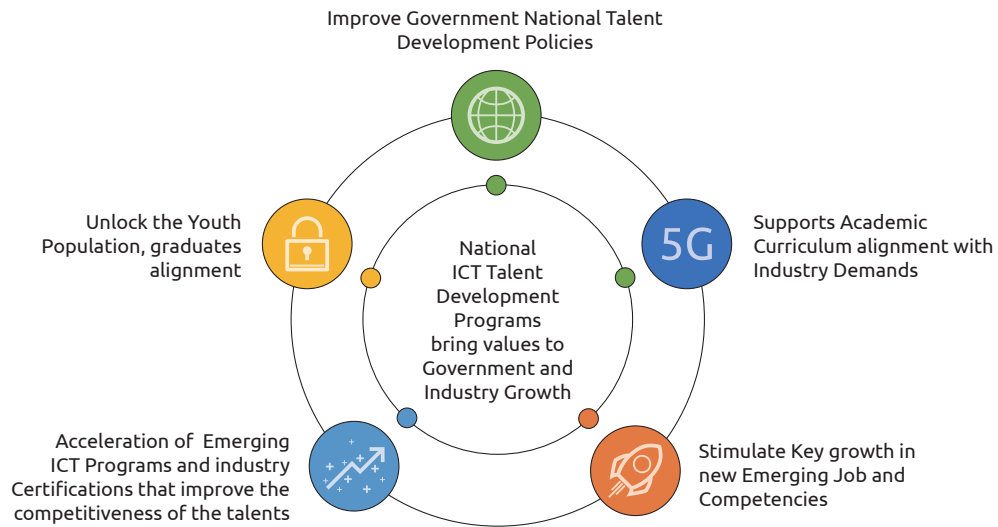 Improve Government National Talent
Development Policies
Unlock the Youth
Population, graduates
alignment
5G
Supports Academic
Curriculum alignment with
Industry Demands
National
ICT Talent
Development
Programs
bring values to
Government and
Industry Growth
Acceleration of Emerging
ICT Programs and industry
Certifications that improve the
competitiveness of the talents
Stimulate Key growth in
new Emerging Job and
Competencies